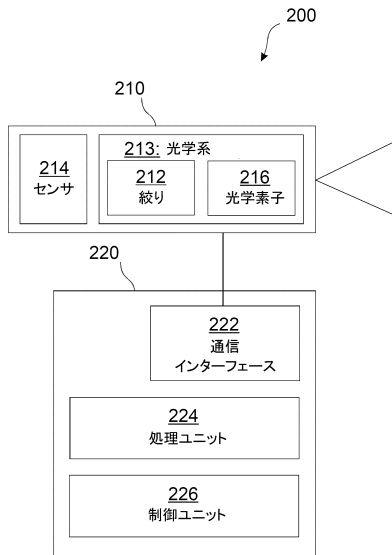 200
210
213: 光学系
214
センサ
212
絞り
216
光学素子
220
222
通信
インターフェース
224
処理ユニット
226
制御ユニット